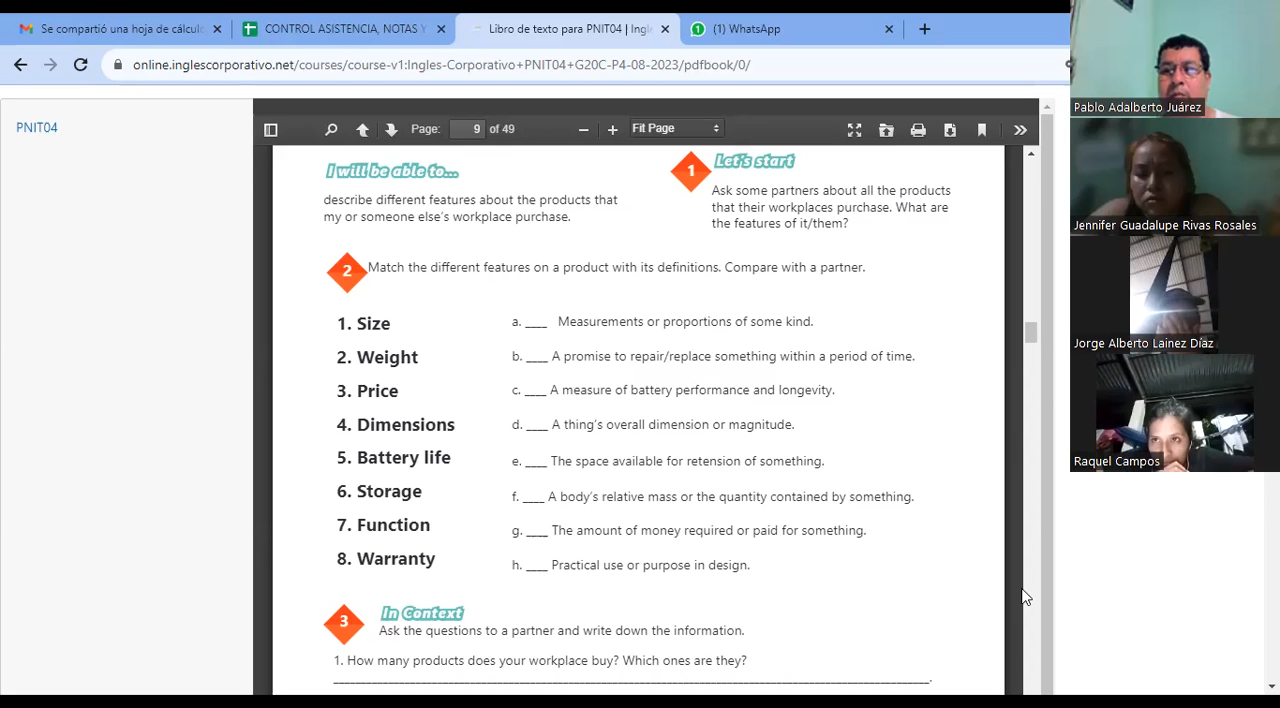 Se compartió una hoja de cálcul
CONTROL ASISTENCIA, NOTAS Y
Libro de texto para PNIT04 | Ingle
(1) WhatsApp
online.inglescorporativo.net/courses/course-v1:Ingles-Corporativo+PNIT04+G20C-P4-08-2023/pdfbook/0/
PNIT04
Page: 9 of 49
Fit Page
I will be able to...
describe different features about the products that
my or someone else's workplace purchase.
1
Let's start
Ask some partners about all the products
that their workplaces purchase. What are
the features of it/them?
2
Match the different features on a product with its definitions. Compare with a partner.
1. Size
a. ____ Measurements or proportions of some kind.
2. Weight
b. ____ A promise to repair/replace something within a period of time.
3. Price
c. ____ A measure of battery performance and longevity.
4. Dimensions
d. ____ A thing's overall dimension or magnitude.
5. Battery life
e. ____ The space available for retention of something.
6. Storage
f. ____ A body's relative mass or the quantity contained by something.
7. Function
g. ____ The amount of money required or paid for something.
8. Warranty
h. ____ Practical use or purpose in design.
3
In Context
Ask the questions to a partner and write down the information.
1. How many products does your workplace buy? Which ones are they?
Pablo Adalberto Juárez
Jennifer Guadalupe Rivas Rosales
Jorge Alberto Laínez Díaz
Raquel Campos